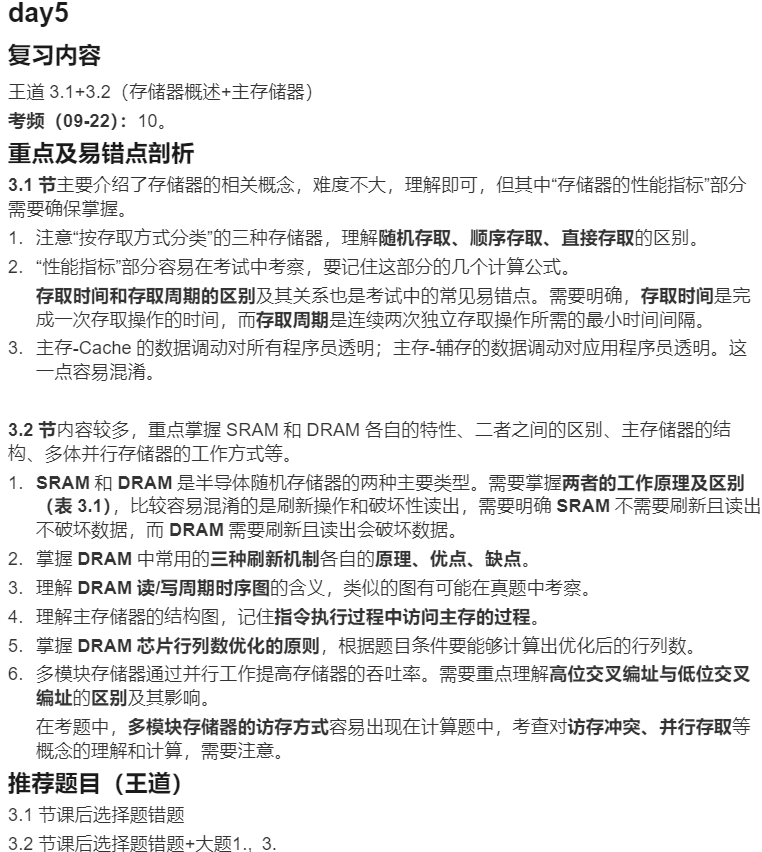 day5
复习内容
王道 3.1+3.2（存储器概述+主存储器）
考频（09-22）：10。
重点及易错点剖析
3.1 节主要介绍了存储器的相关概念，难度不大，理解即可，但其中“存储器的性能指标”部分
需要确保掌握。
1. 注意“按存取方式分类”的三种存储器，理解随机存取、顺序存取、直接存取的区别。
2. “性能指标”部分容易在考试中考察，要记住这部分的几个计算公式。
存取时间和存取周期的区别及其关系也是考试中的常见易错点。需要明确，存取时间是完
成一次存取操作的时间，而存取周期是连续两次独立存取操作所需的最小时间间隔。
3. 主存-Cache 的数据调动对所有程序员透明；主存-辅存的数据调动对应用程序员透明。这
一点容易混淆。
3.2 节内容较多，重点掌握 SRAM 和 DRAM 各自的特性、二者之间的区别、主存储器的结
构、多体并行存储器的工作方式等。
1. SRAM 和 DRAM 是半导体随机存储器的两种主要类型。需要掌握两者的工作原理及区别
（表 3.1），比较容易混淆的是刷新操作和破坏性读出，需要明确 SRAM 不需要刷新且读出
不破坏数据，而 DRAM 需要刷新且读出会破坏数据。
2. 掌握 DRAM 中常用的三种刷新机制各自的原理、优点、缺点。
3. 理解 DRAM 读/写周期时序图的含义，类似的图有可能在真题中考察。
4. 理解主存储器的结构图，记住指令执行过程中访问主存的过程。
5. 掌握 DRAM 芯片行列数优化的原则，根据题目条件要能够计算出优化后的行列数。
6. 多模块存储器通过并行工作提高存储器的吞吐率。需要重点理解高位交叉编址与低位交叉
编址的区别及其影响。
在考题中，多模块存储器的访存方式容易出现在计算题中，考查对访存冲突、并行存取等
概念的理解和计算，需要注意。
推荐题目（王道）
3.1 节课后选择题错题
3.2 节课后选择题错题+大题1.，3.